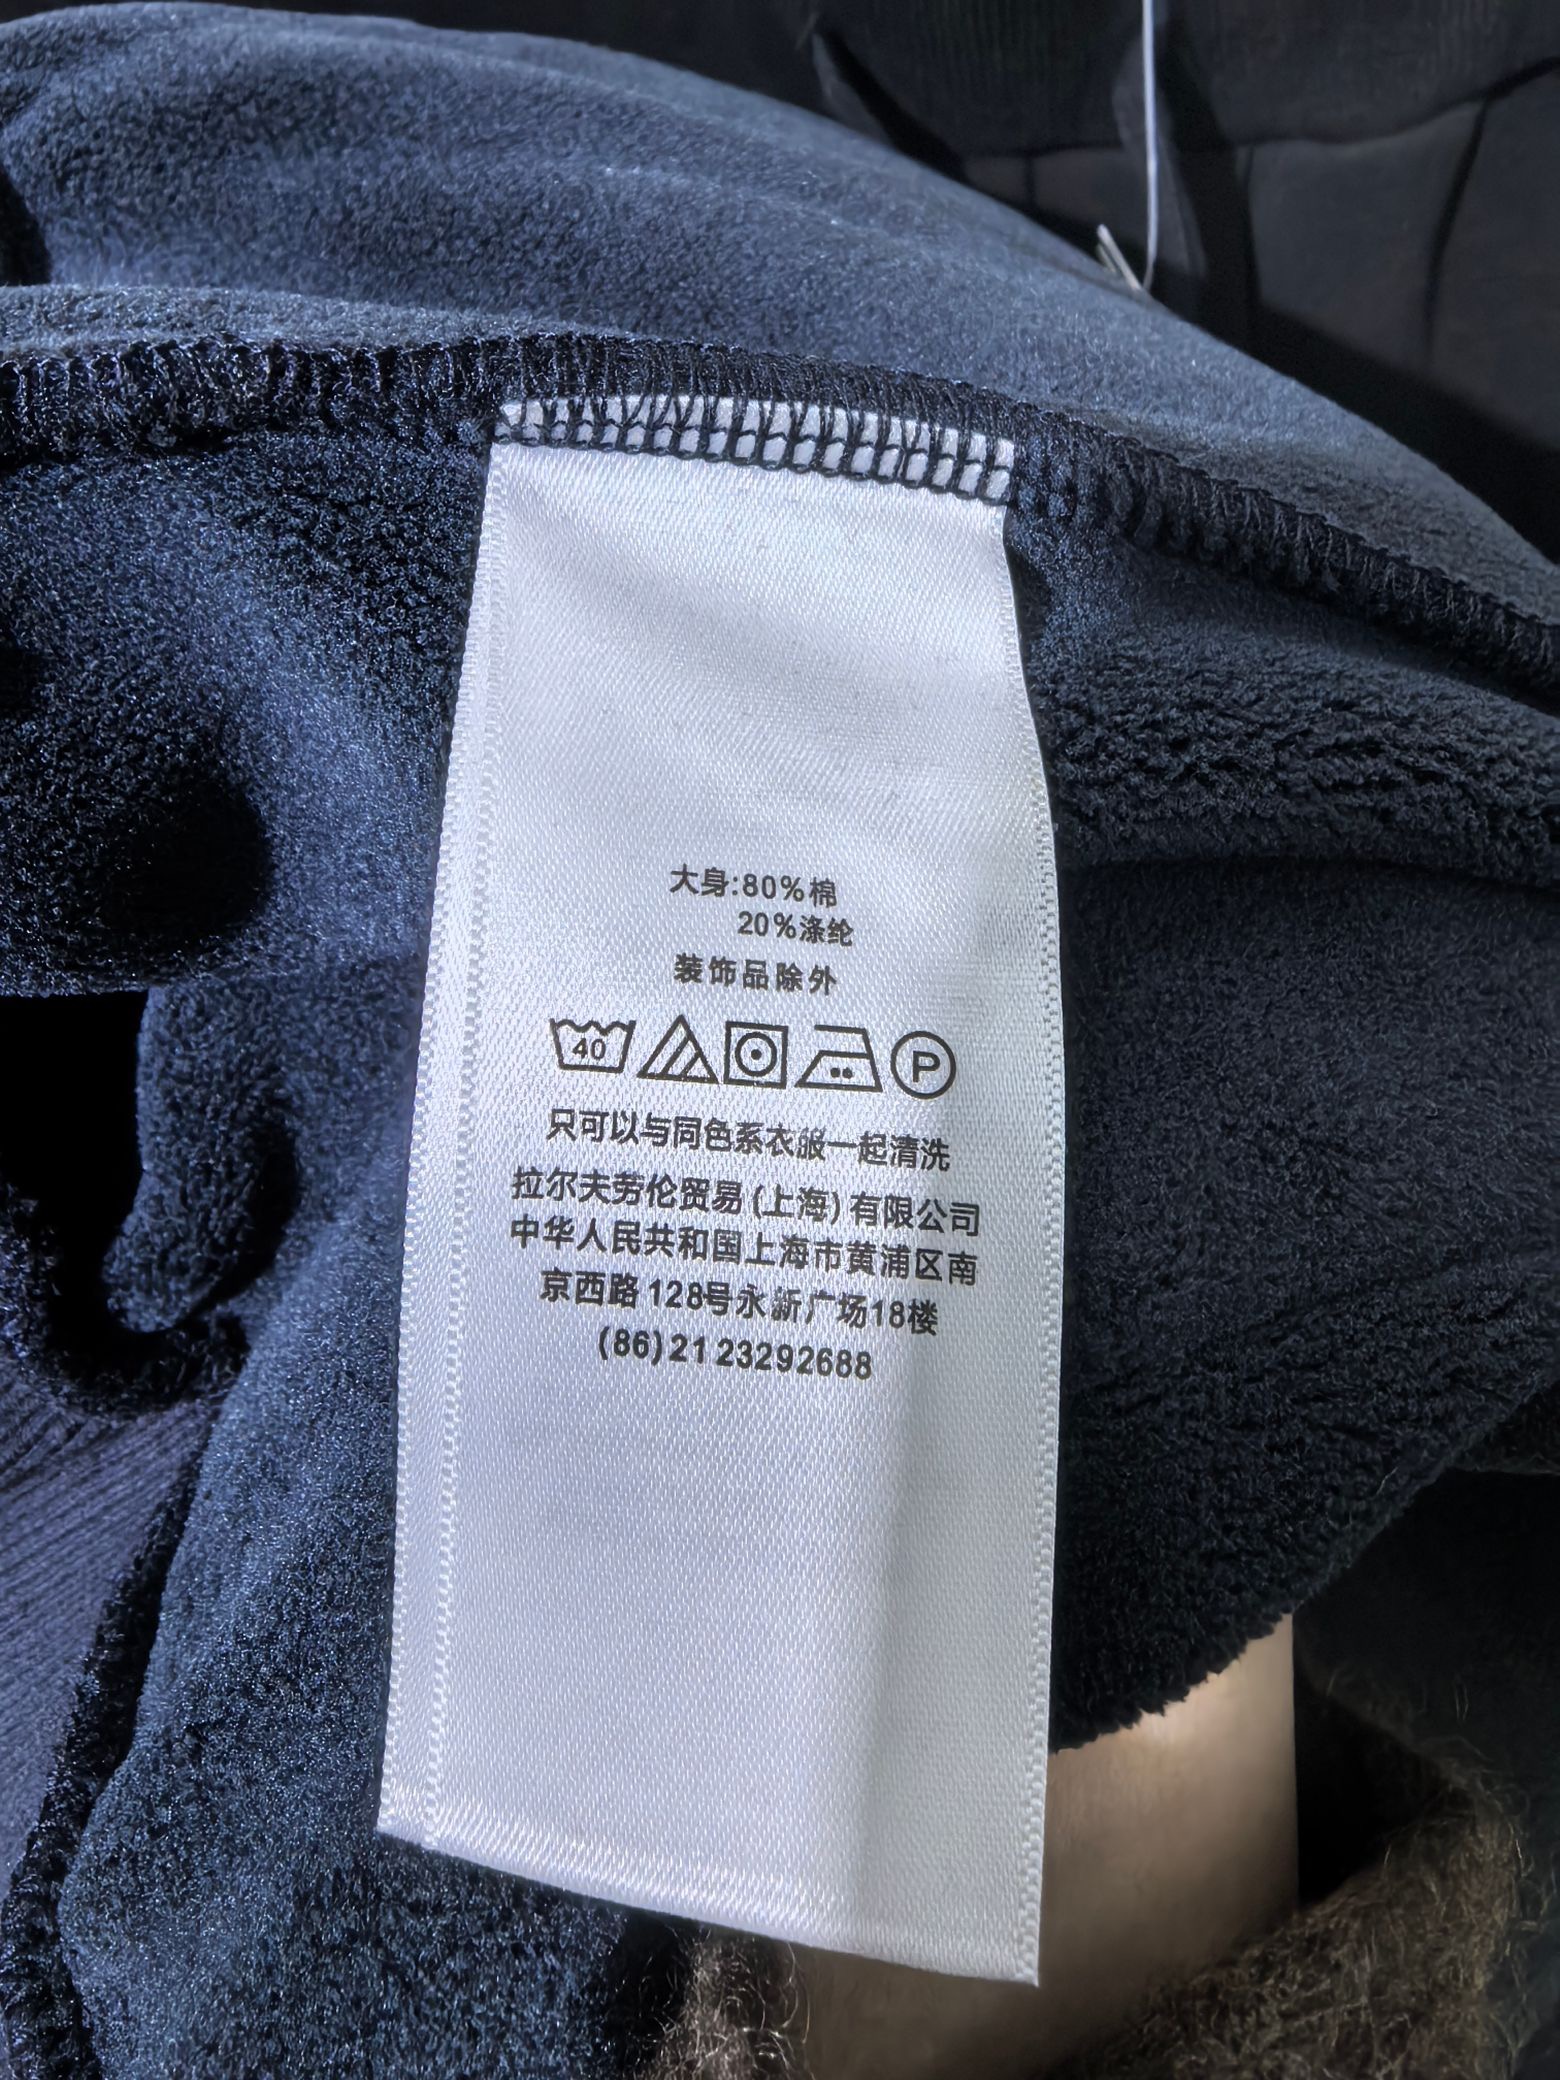 大身:80%棉
20%涤纶
装饰品除外
40 P
只可以与同色系衣服一起清洗
拉尔夫劳伦贸易(上海)有限公司
中华人民共和国上海市黄浦区南
京西路128号永新广场18楼
(86)21 23292688